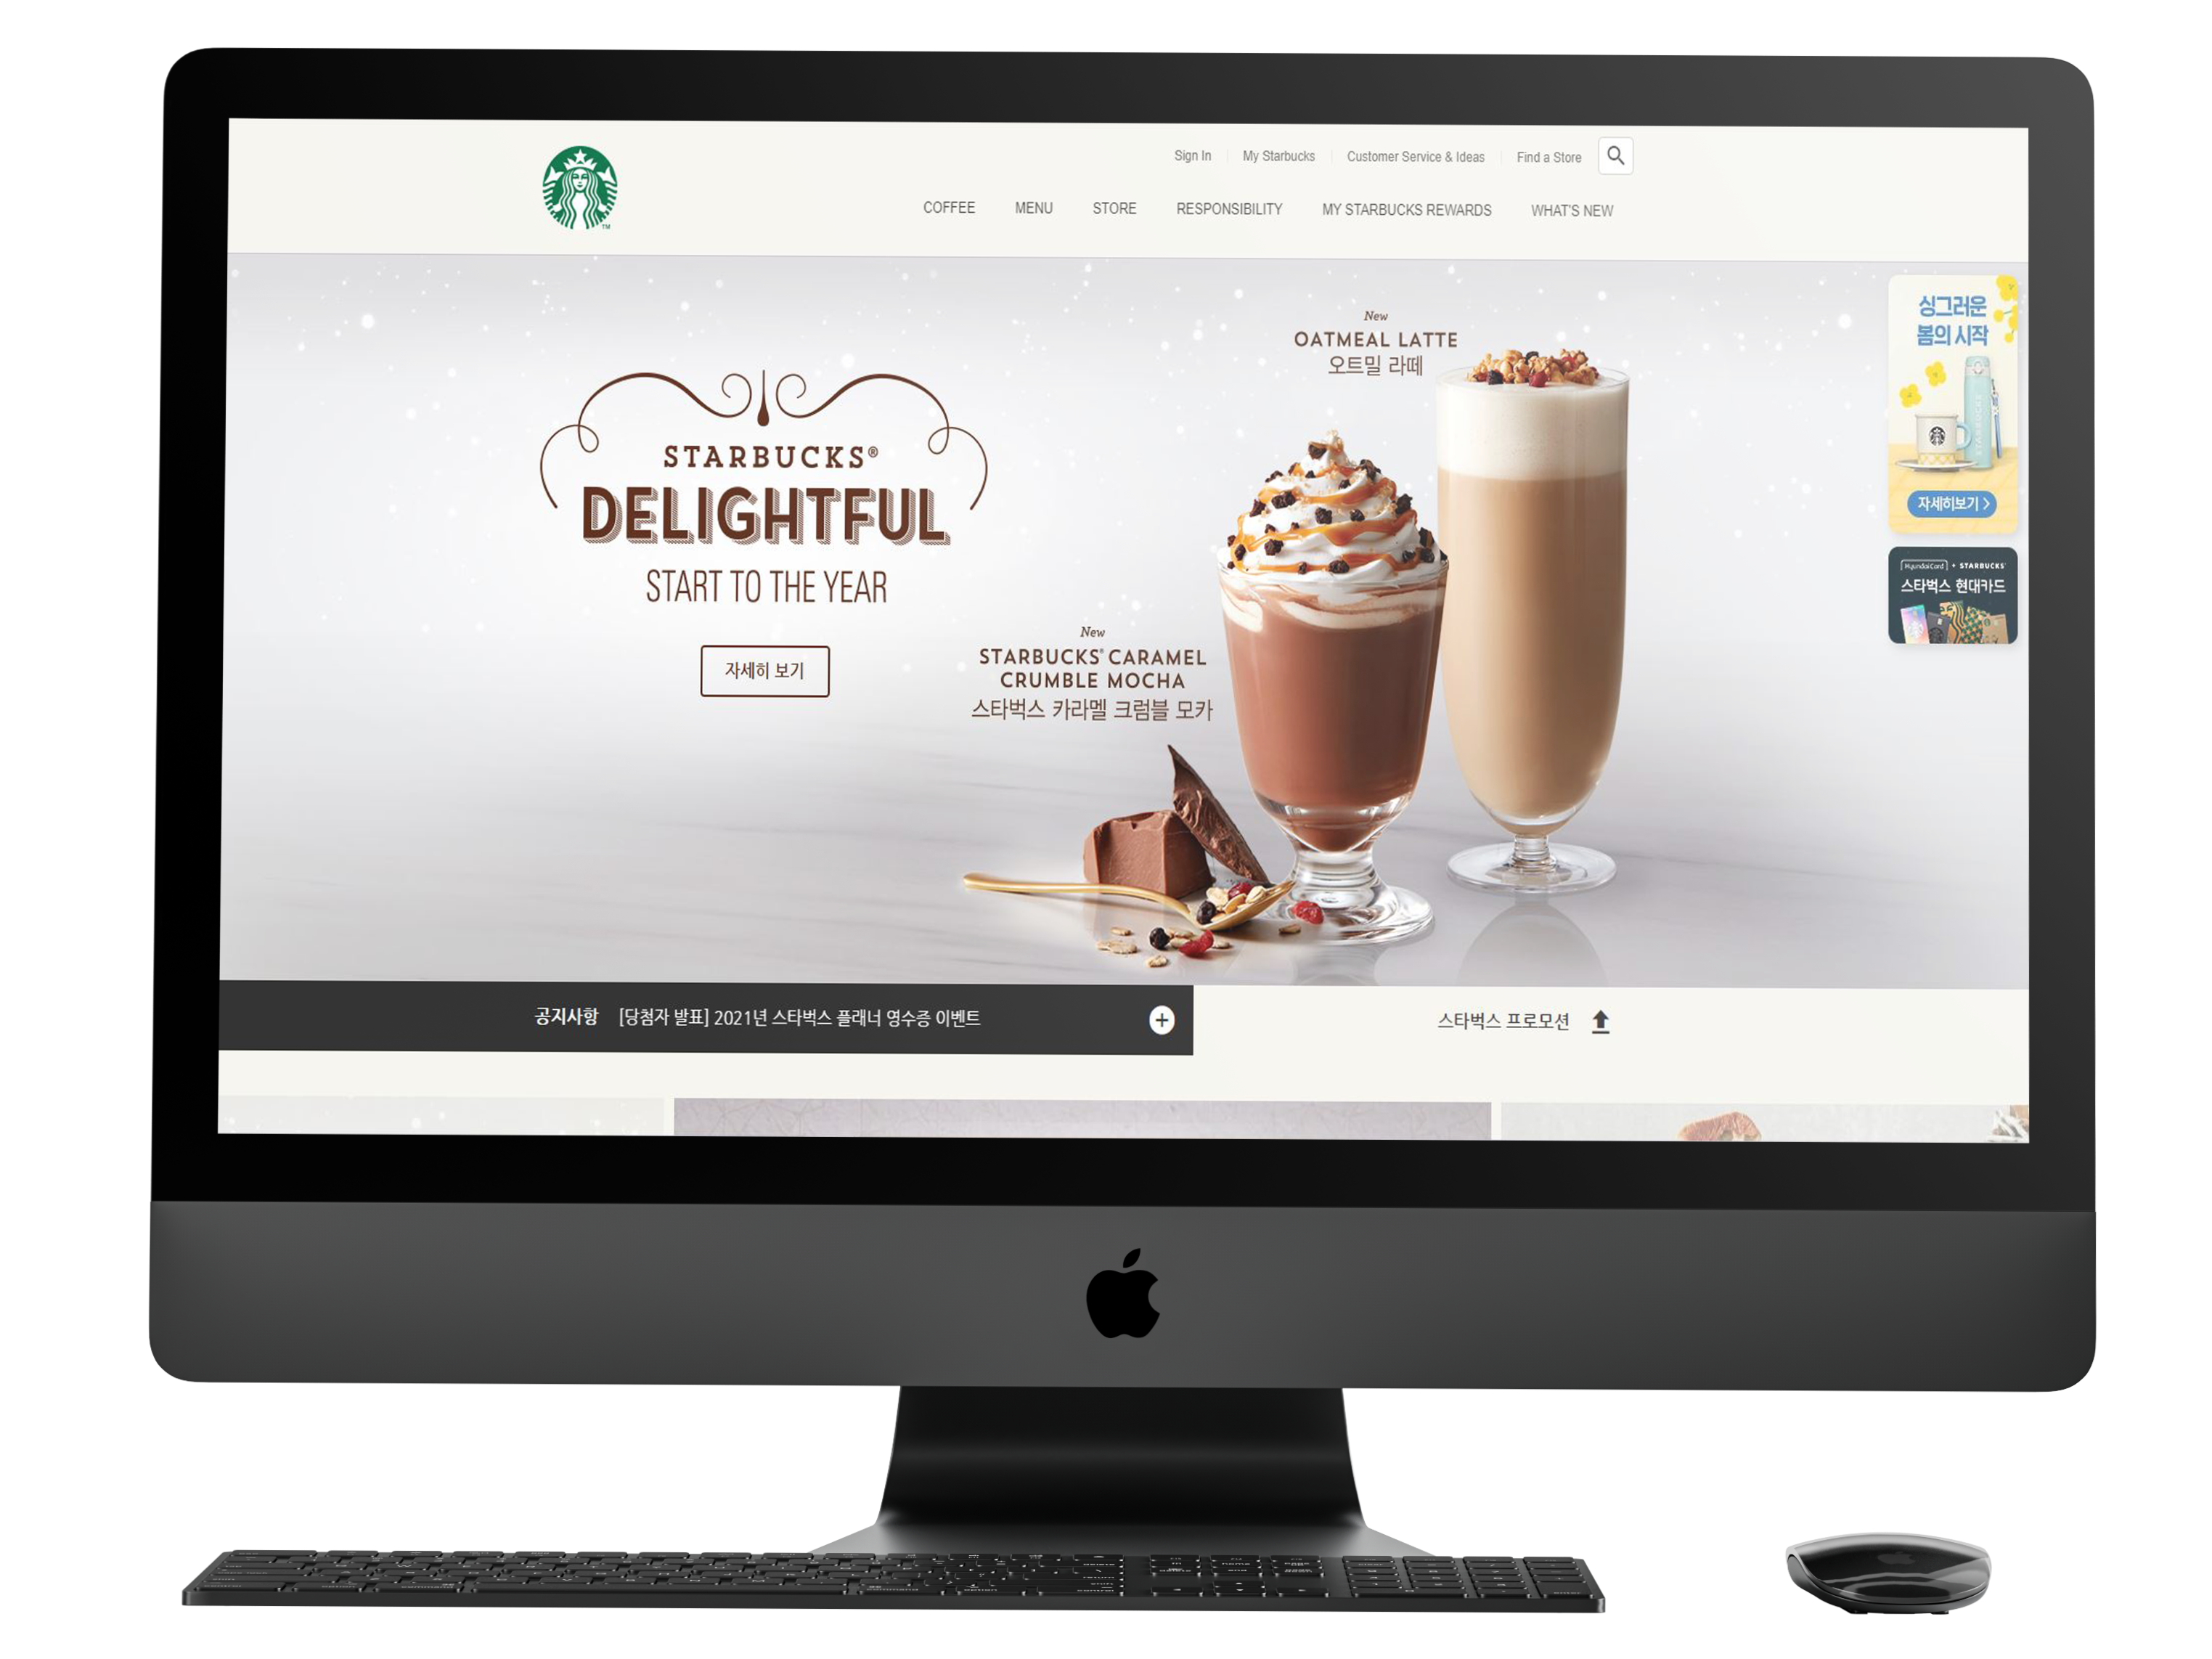 Sign In
My Starbucks
Customer Service & Ideas
Find a Store
TM
COFFEE
MENU
STORE
RESPONSIBILITY
MY STARBUCKS REWARDS
WHAT'S NEW
STARBUCKS®
DELIGHTFUL
START TO THE YEAR
자세히 보기
New
OATMEAL LATTE
오트밀 라떼
New
STARBUCKS® CARAMEL
CRUMBLE MOCHA
스타벅스 카라멜 크럼블 모카
싱그러운
봄의 시작
STARBUCKS
자세히보기 >
HyundaiCard + STARBUCKS
스타벅스 현대카드
공지사항 [당첨자 발표] 2021년 스타벅스 플래너 영수증 이벤트
스타벅스 프로모션